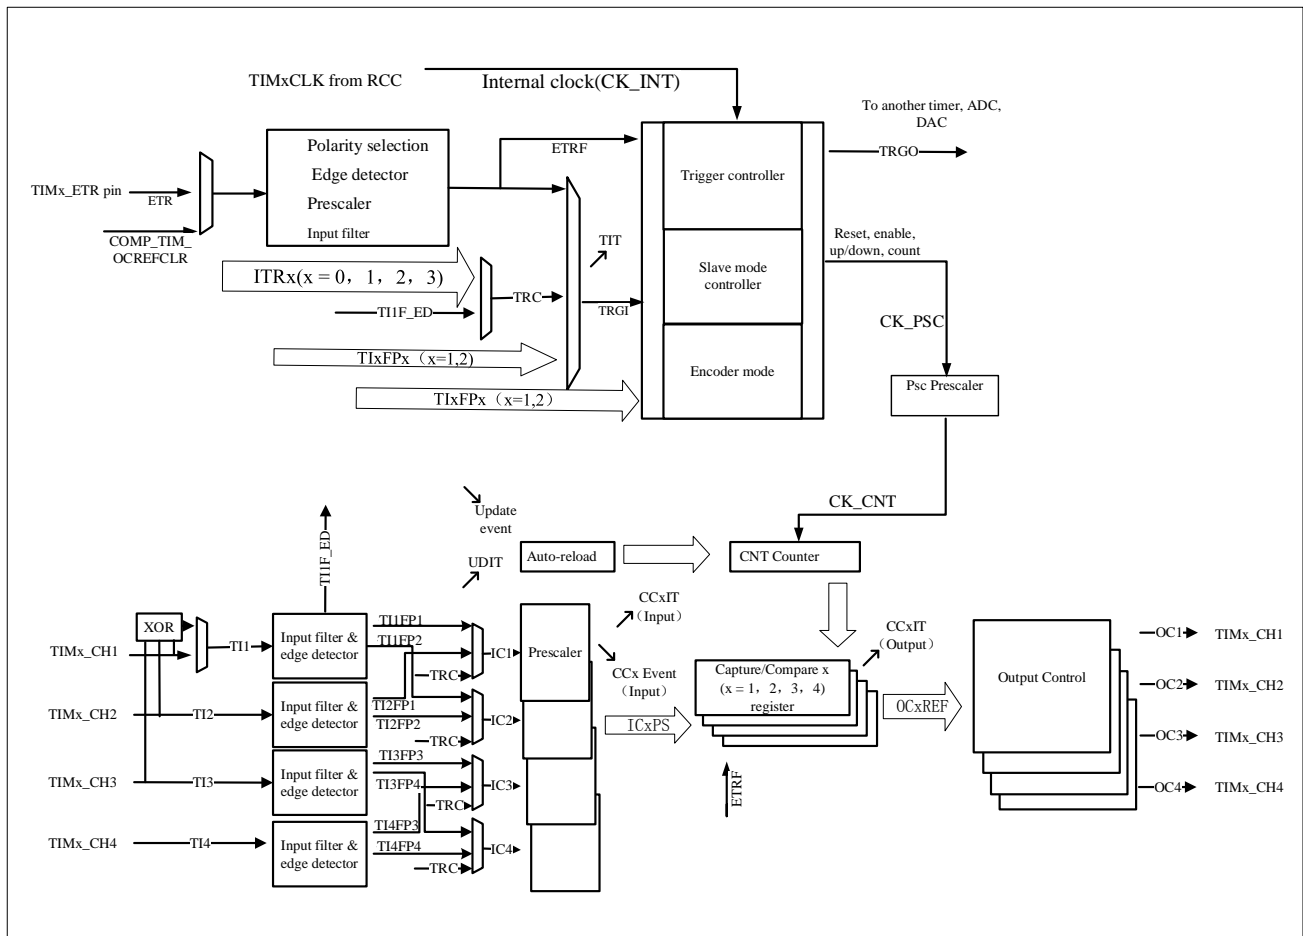 TIMxCLK from RCC
Internal clock(CK_INT)
To another timer, ADC,
DAC
TRGO
ETRF
Polarity selection
Edge detector
Prescaler
Input filter
TIMx_ETR pin
ETR
COMP_TIM_
OCREFCLR
Trigger controller
Slave mode
controller
Encoder mode
Reset, enable,
up/down, count
TIT
ITRx(x = 0， 1， 2， 3)
TRC
TRGI
TI1F_ED
TIxFPx（x=1,2)
TIxFPx（x=1,2）
CK_PSC
Psc Prescaler
CK_CNT
Update
event
UDIT
Auto-reload
CNT Counter
TI1F_ED
XOR
TIMx_CH1
TI1
Input filter &
edge detector
TI1FP1
TI1FP2
TRC
IC1
Prescaler
CCxIT
（Input）
CCx Event
（Input）
TIMx_CH2
TI2
Input filter &
edge detector
TI2FP1
TI2FP2
TRC
IC2
ICxPS
Capture/Compare x
(x = 1， 2， 3， 4)
register
CCxIT
(Output）
OCxREF
Output Control
OC1
TIMx_CH1
OC2
TIMx_CH2
OC3
TIMx_CH3
OC4
TIMx_CH4
ETRF
TIMx_CH3
TI3
Input filter &
edge detector
TI3FP3
TI3FP4
TRC
IC3
TIMx_CH4
TI4
Input filter &
edge detector
TI4FP3
TI4FP4
TRC
IC4